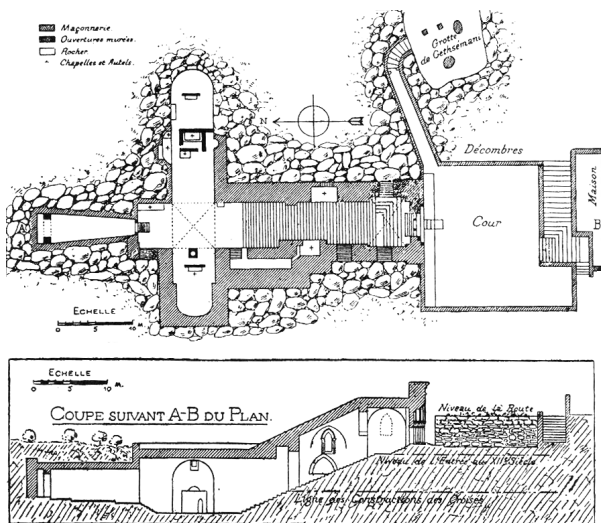 Maçonnerie.
Ouvertures murées.
Rocher
Chapelles et Autels.
Grotte
de Gethsémani
N
Décombres
Maison
Cour
B
ECHELLE
0 5 10 m.
ECHELLE
0 5 10 m.
COUPE SUIVANT A-B DU PLAN.
Niveau de la Route
Niveau de L'Entrée au XIIe Siècle
Ligne des Constructions des Croisés